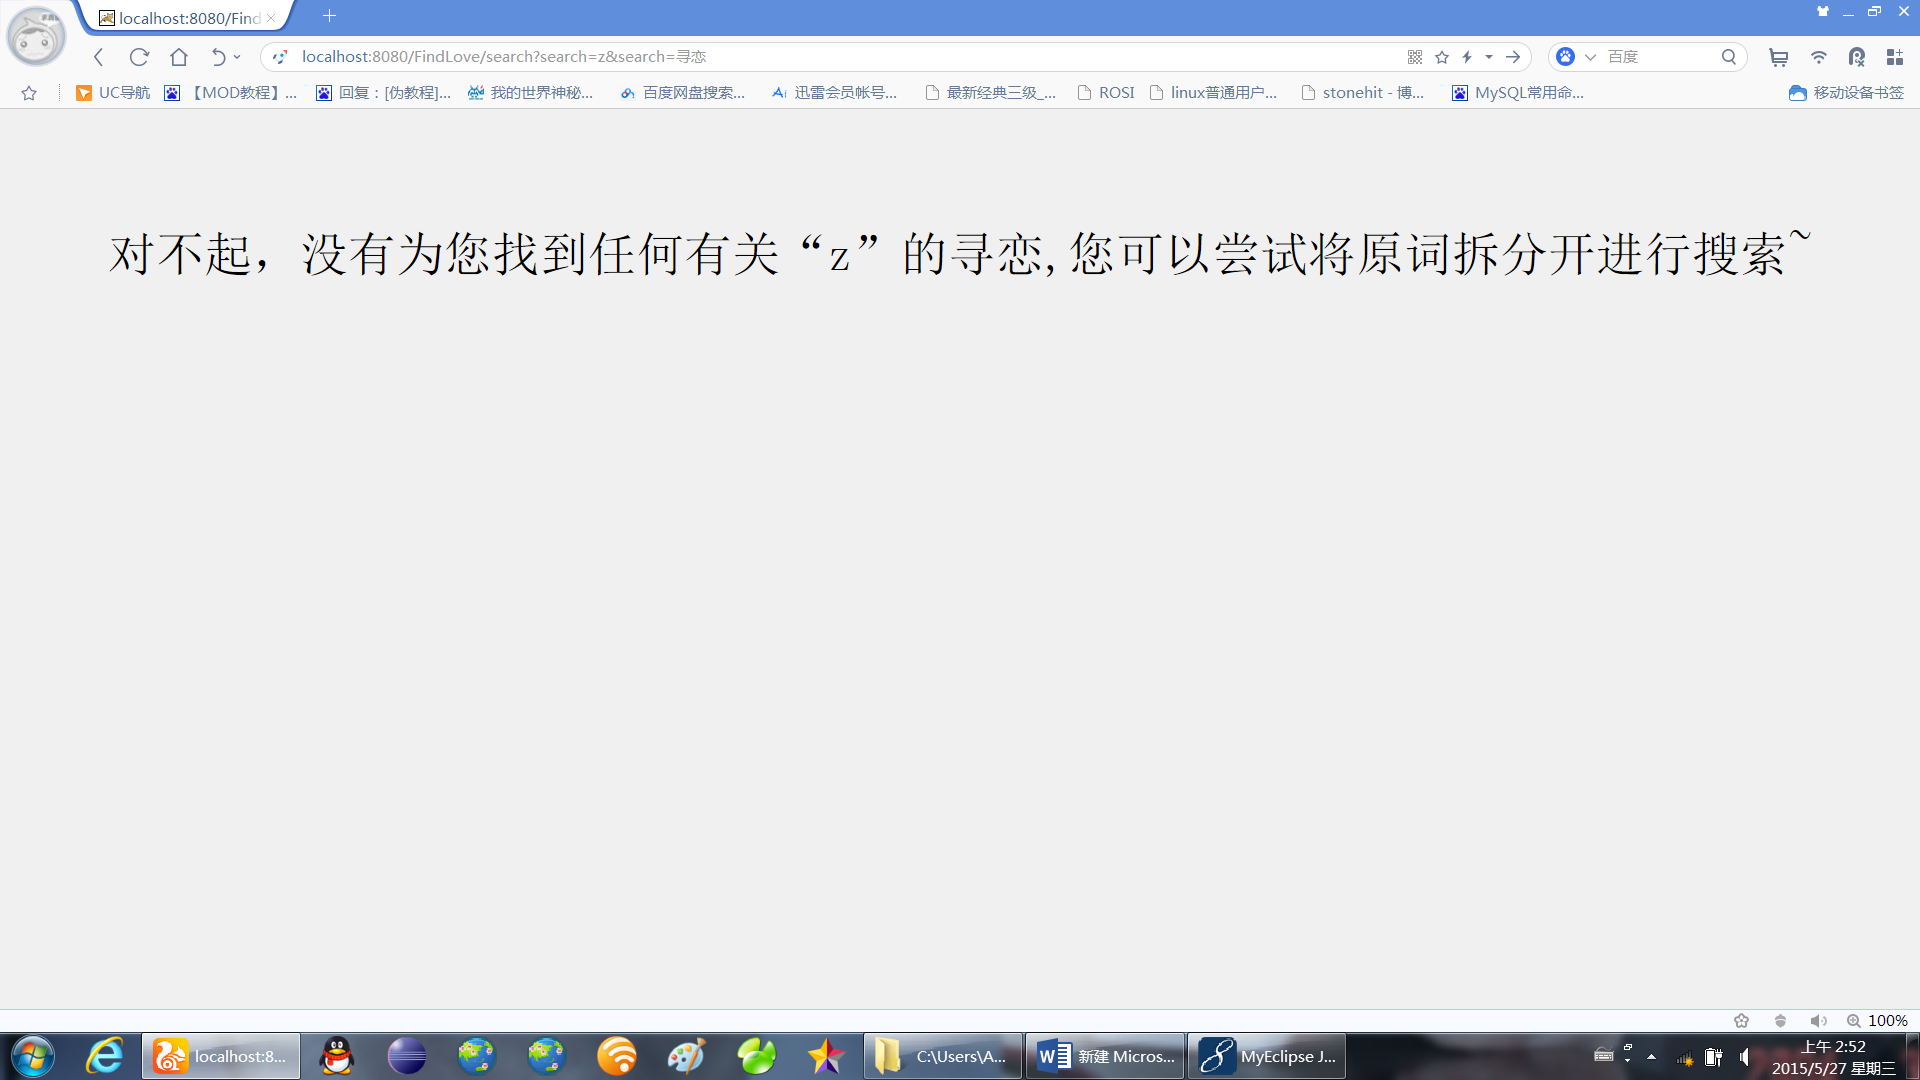 localhost:8080/Find
localhost:8080/FindLove/search?search=z&search=寻恋
百度
UC导航
【MOD教程】...
回复：[伪教程]...
我的世界神秘...
百度网盘搜索...
迅雷会员帐号...
最新经典三级_...
ROSI
linux普通用户...
stonehit - 博...
MySQL常用命...
移动设备书签
对不起，没有为您找到任何有关“z”的寻恋,您可以尝试将原词拆分开进行搜索~
100%
localhost:8...
C:\Users\A...
新建 Micros...
MyEclipse J...
上午 2:52
2015/5/27 星期三